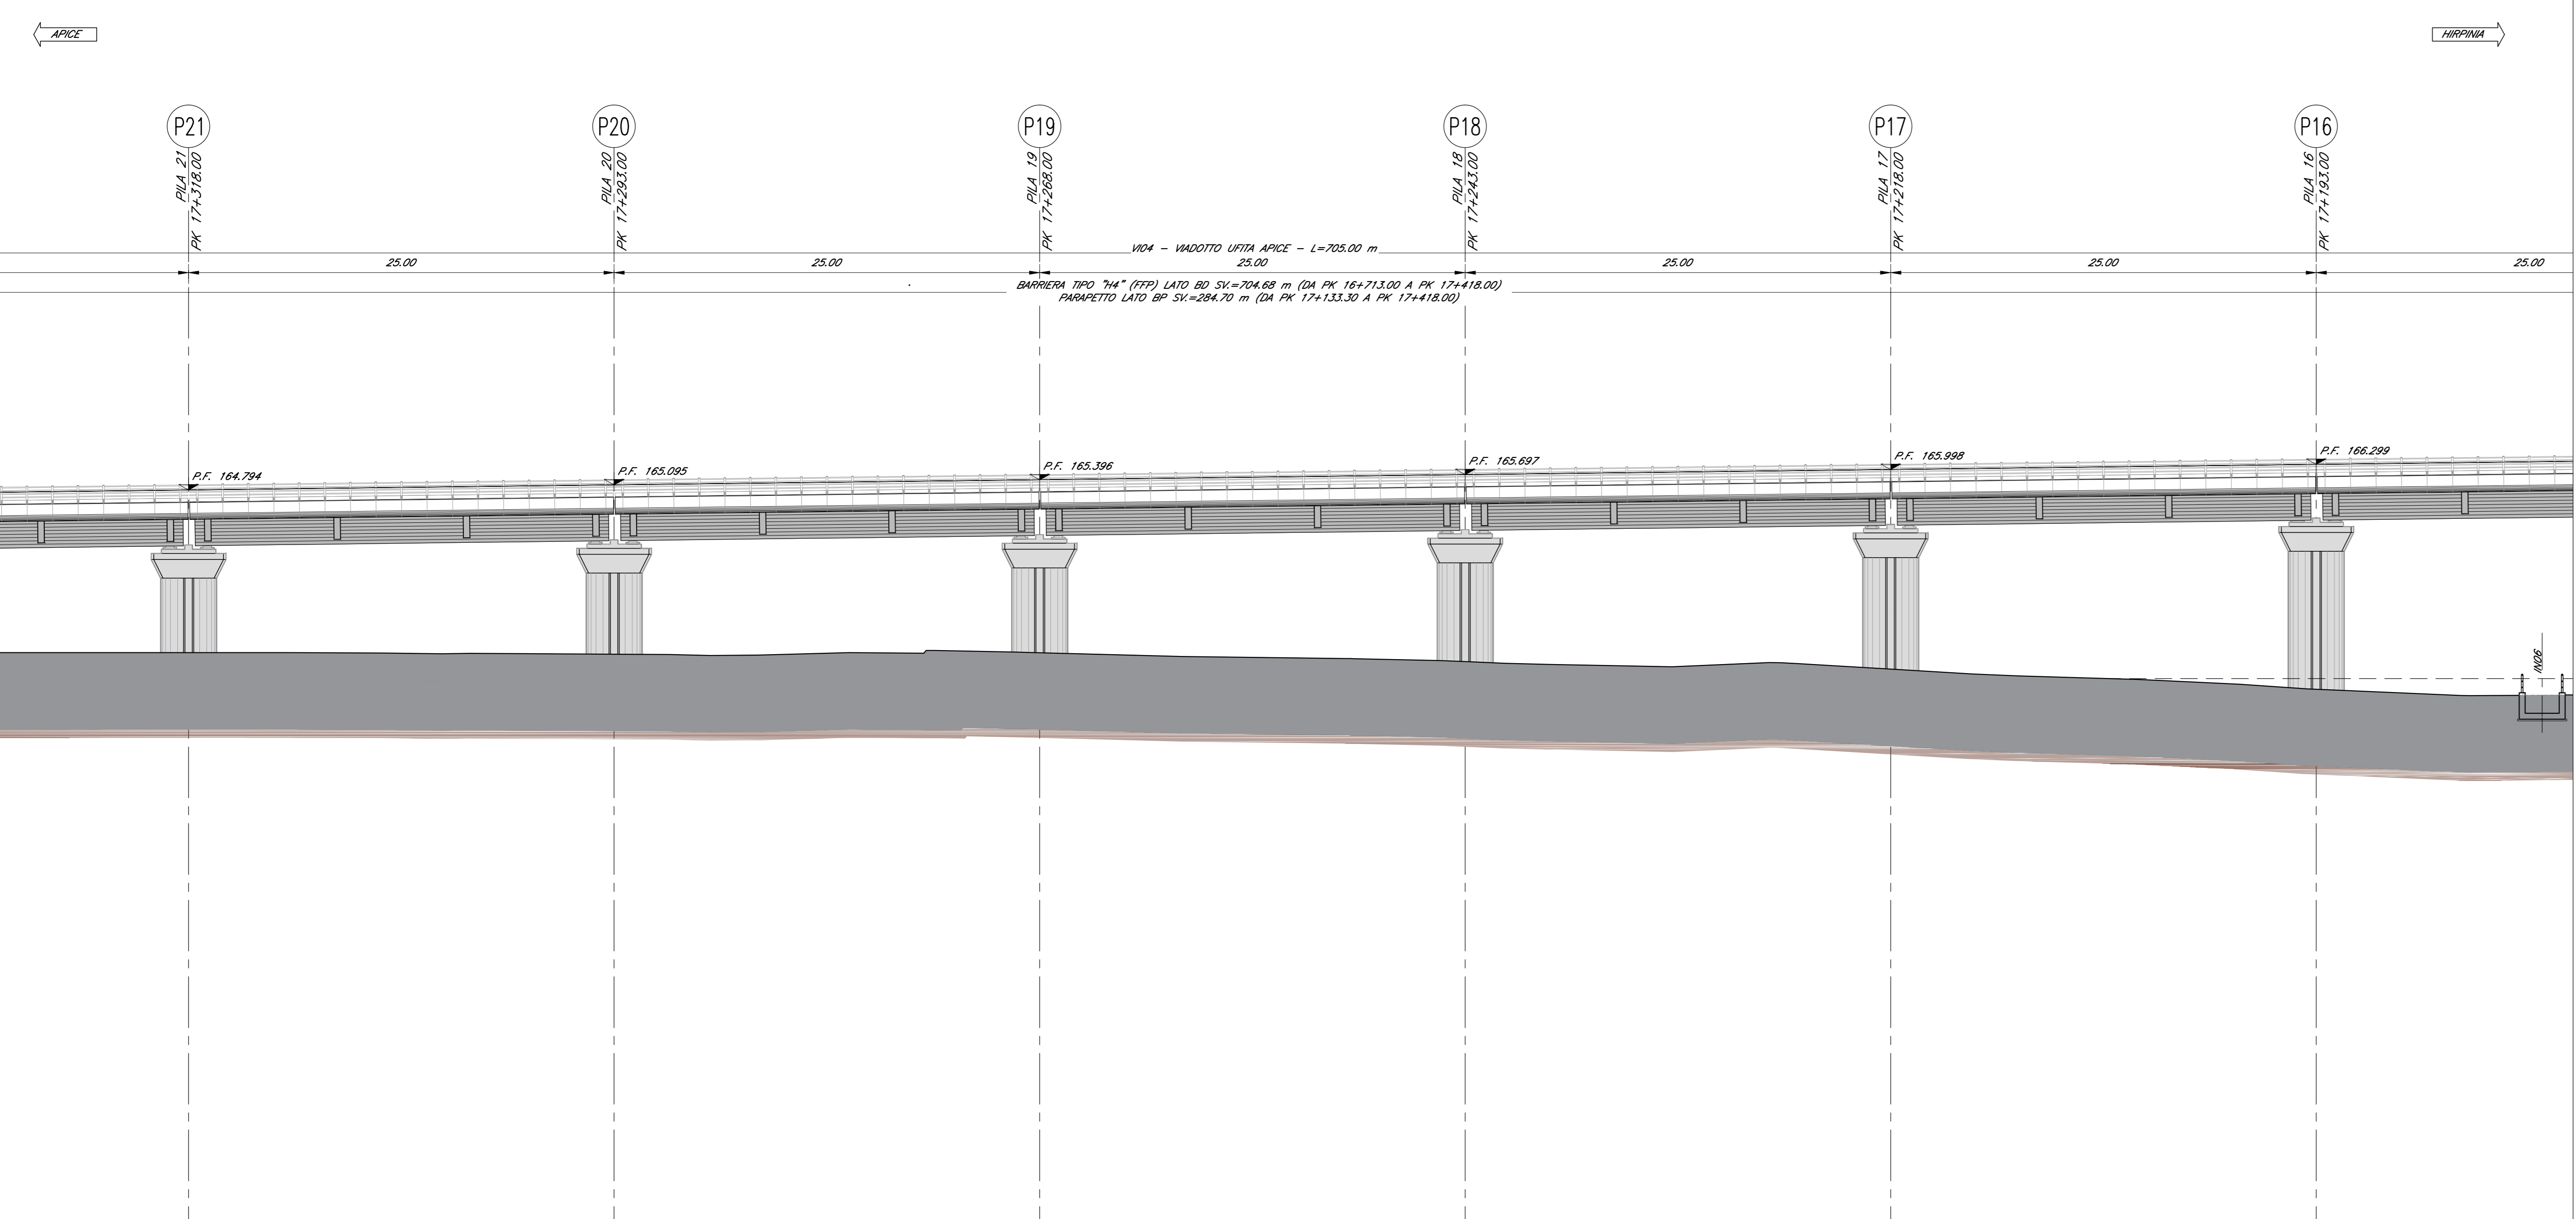 APICE
HIRPINIA
P21
P20
P19
P18
P17
P16
PILA 21
PK 17+318.00
PILA 20
PK 17+293.00
PILA 19
PK 17+268.00
PILA 18
PK 17+243.00
PILA 17
PK 17+218.00
PILA 16
PK 17+193.00
VI04 - VIADOTTO UFITA APICE - L=705.00 m
25.00
25.00
25.00
25.00
25.00
25.00
BARRIERA TIPO "H4" (FFP) LATO BD SV.=704.68 m (DA PK 16+713.00 A PK 17+418.00)
PARAPETTO LATO BP SV.=284.70 m (DA PK 17+133.30 A PK 17+418.00)
P.F. 164.794
P.F. 165.095
P.F. 165.396
P.F. 165.697
P.F. 165.998
P.F. 166.299
IN06